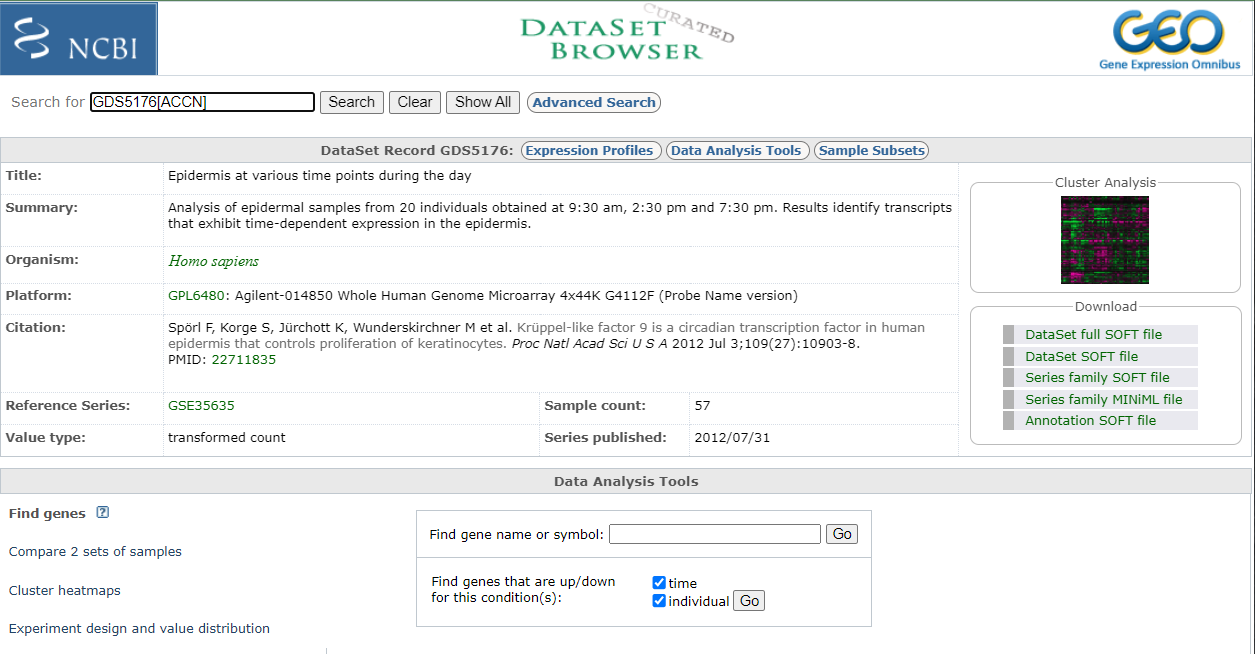 NCBI
DATASET BROWSER CURATED
GEO
Gene Expression Omnibus
Search for GDS5176[ACCN] Search Clear Show All Advanced Search
DataSet Record GDS5176: Expression Profiles Data Analysis Tools Sample Subsets
Title: Epidermis at various time points during the day
Summary: Analysis of epidermal samples from 20 individuals obtained at 9:30 am, 2:30 pm and 7:30 pm. Results identify transcripts
that exhibit time-dependent expression in the epidermis.
Organism: Homo sapiens
Platform: GPL6480: Agilent-014850 Whole Human Genome Microarray 4x44K G4112F (Probe Name version)
Citation: Spörl F, Korge S, Jürchott K, Wunderskirchner M et al. Krüppel-like factor 9 is a circadian transcription factor in human
epidermis that controls proliferation of keratinocytes. Proc Natl Acad Sci U S A 2012 Jul 3;109(27):10903-8.
PMID: 22711835
Reference Series: GSE35635 Sample count: 57
Value type: transformed count Series published: 2012/07/31
Cluster Analysis
Download
DataSet full SOFT file
DataSet SOFT file
Series family SOFT file
Series family MINiML file
Annotation SOFT file
Data Analysis Tools
Find genes ?
Compare 2 sets of samples
Cluster heatmaps
Experiment design and value distribution
Find gene name or symbol: Go
Find genes that are up/down
for this condition(s):
time
individual Go